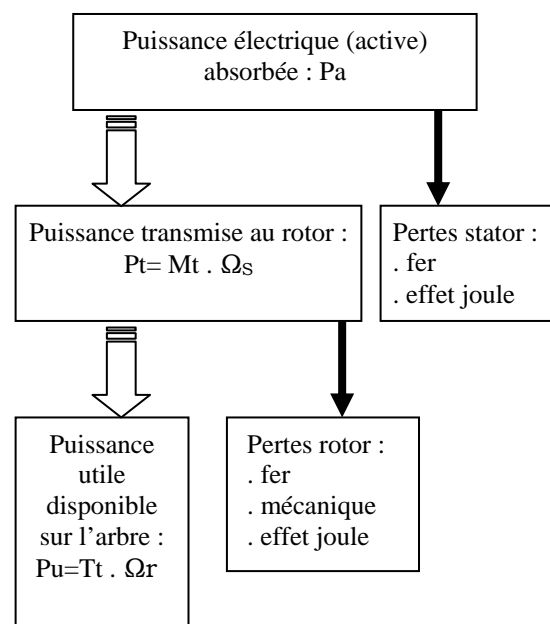 Puissance électrique (active)
absorbée : Pa
Puissance transmise au rotor :
Pt= Mt . Ωs
Pertes stator :
. fer
. effet joule
Puissance
utile
disponible
sur l’arbre :
Pu=Tt . Ωr
Pertes rotor :
. fer
. mécanique
. effet joule